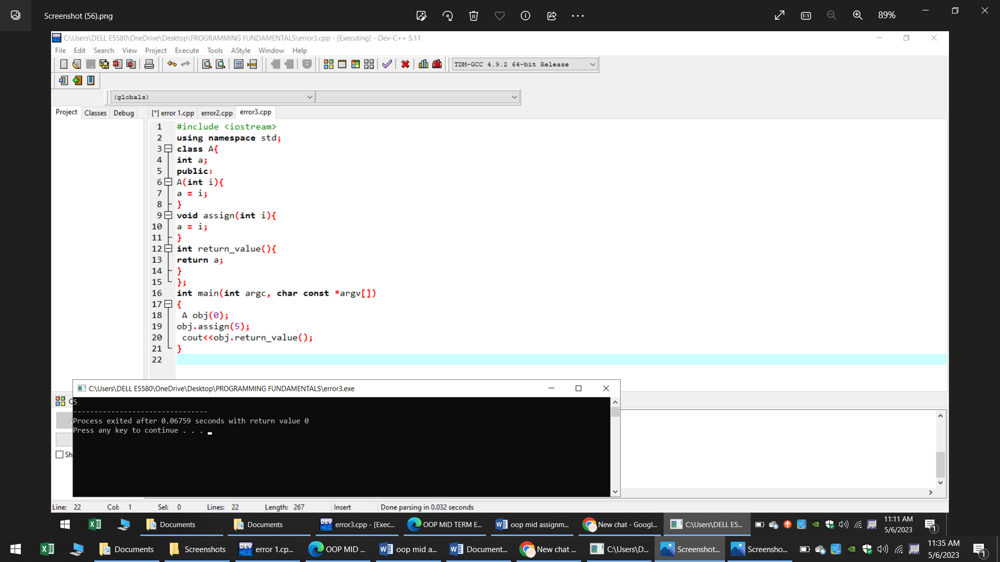 Screenshot (56).png
89%
C:\Users\DELL E5580\OneDrive\Desktop\PROGRAMMING FUNDAMENTALS\error3.cpp - [Executing] - Dev-C++ 5.11
File Edit Search View Project Execute Tools AStyle Window Help
TDM-GCC 4.9.2 64-bit Release
(globals)
Project Classes Debug [*] error 1.cpp error2.cpp error3.cpp
1 #include <iostream>
2 using namespace std;
3 class A{
4 int a;
5 public:
6 A(int i){
7 a = i;
8 }
9 void assign(int i){
10 a = i;
11 }
12 int return_value(){
13 return a;
14 }
15 };
16 int main(int argc, char const *argv[])
17 {
18 A obj(0);
19 obj.assign(5);
20 cout<<obj.return_value();
21 }
22
C:\Users\DELL E5580\OneDrive\Desktop\PROGRAMMING FUNDAMENTALS\error3.exe
5
--------------------------------
Process exited after 0.06759 seconds with return value 0
Press any key to continue . . .
Sh
Line: 22 Col: 1 Sel: 0 Lines: 22 Length: 267 Insert Done parsing in 0.032 seconds
Documents Documents error3.cpp - [Exec... OOP MID TERM E... oop mid assignm... New chat - Googl... C:\Users\DELL E5... 11:11 AM
5/6/2023 1
Documents Screenshots error 1.cp... OOP MID ... oop mid a... Document... New chat ... C:\Users\D... Screenshot... Screensho... 11:35 AM
5/6/2023 1